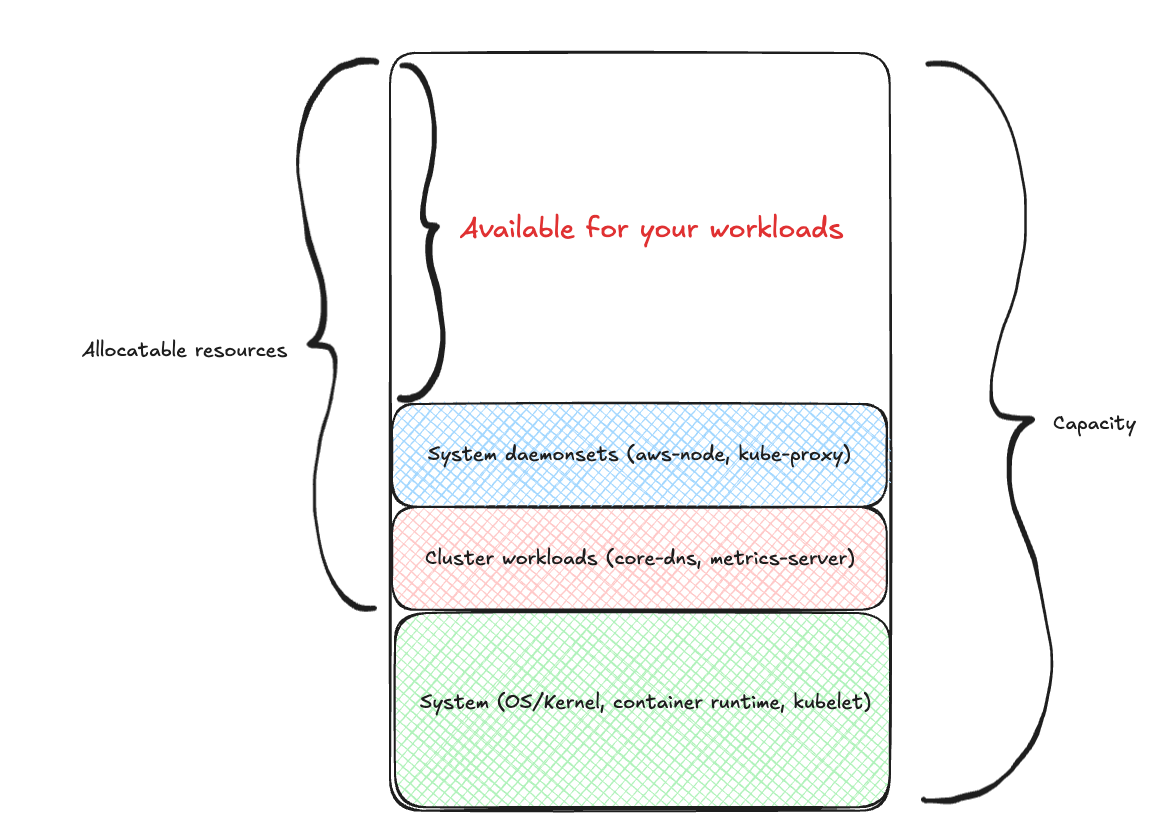 Available for your workloads
Allocatable resources
Capacity
System daemonsets (aws-node, kube-proxy)
Cluster workloads (core-dns, metrics-server)
System (OS/Kernel, container runtime, kubelet)